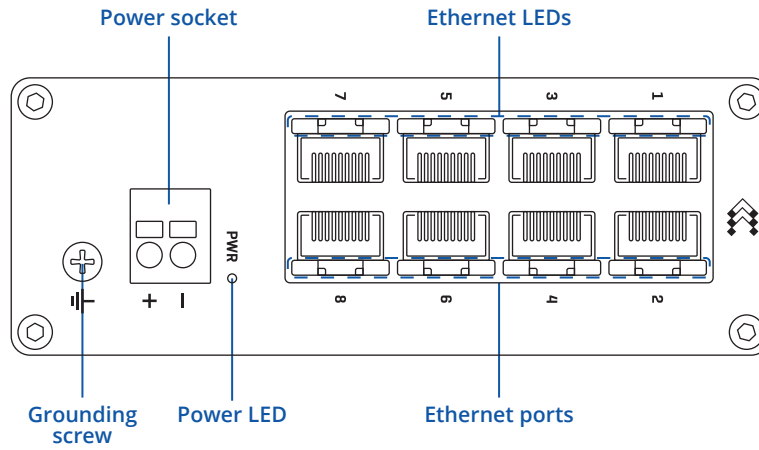 Power socket
Ethernet LEDs
7 5 3 1
PWR
+ −
8 6 4 2
Grounding
screw
Power LED
Ethernet ports